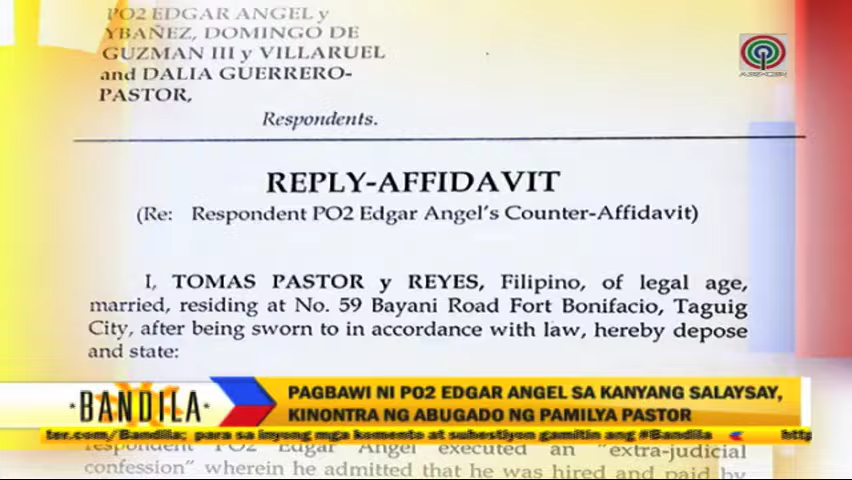 PO2 EDGAR ANGEL y
YBAÑEZ, DOMINGO DE
GUZMAN III y VILLARUEL
and DALIA GUERRERO-
PASTOR,
Respondents.
ABS-CBN
REPLY-AFFIDAVIT
(Re: Respondent PO2 Edgar Angel's Counter-Affidavit)
I, TOMAS PASTOR y REYES, Filipino, of legal age,
married, residing at No. 59 Bayani Road Fort Bonifacio, Taguig
City, after being sworn to in accordance with law, hereby depose
and state:
BANDILA
PAGBAWI NI PO2 EDGAR ANGEL SA KANYANG SALAYSAY,
KINONTRA NG ABUGADO NG PAMILYA PASTOR
ter.com/Bandila; para sa inyong mga komento at suhestiyon gamitin ang #Bandila http
respondent PO2 Edgar Angel executed an "extra-judicial
confession" wherein he admitted that he was hired and paid by